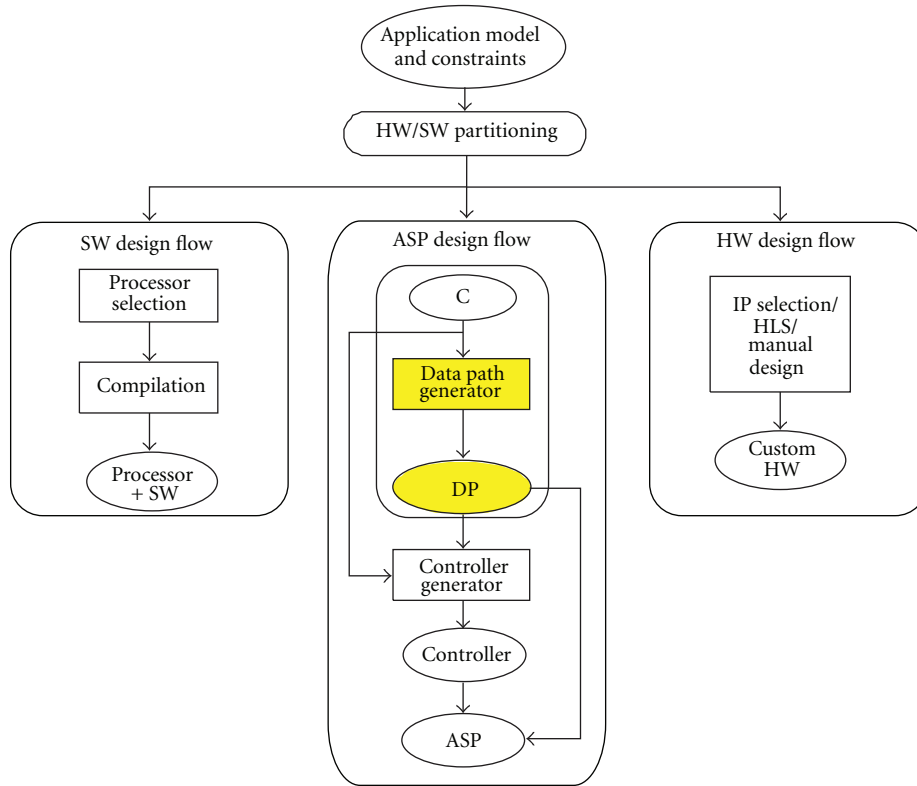 Application model
and constraints
HW/SW partitioning
SW design flow
Processor
selection
Compilation
Processor
+ SW
ASP design flow
C
Data path
generator
DP
Controller
generator
Controller
ASP
HW design flow
IP selection/
HLS/
manual
design
Custom
HW